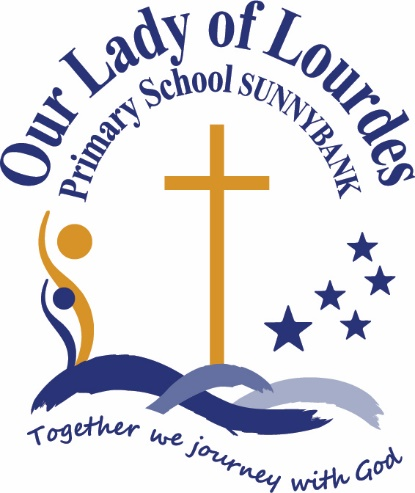 Our Lady of Lourdes
Primary School SUNNYBANK
Together we journey with God